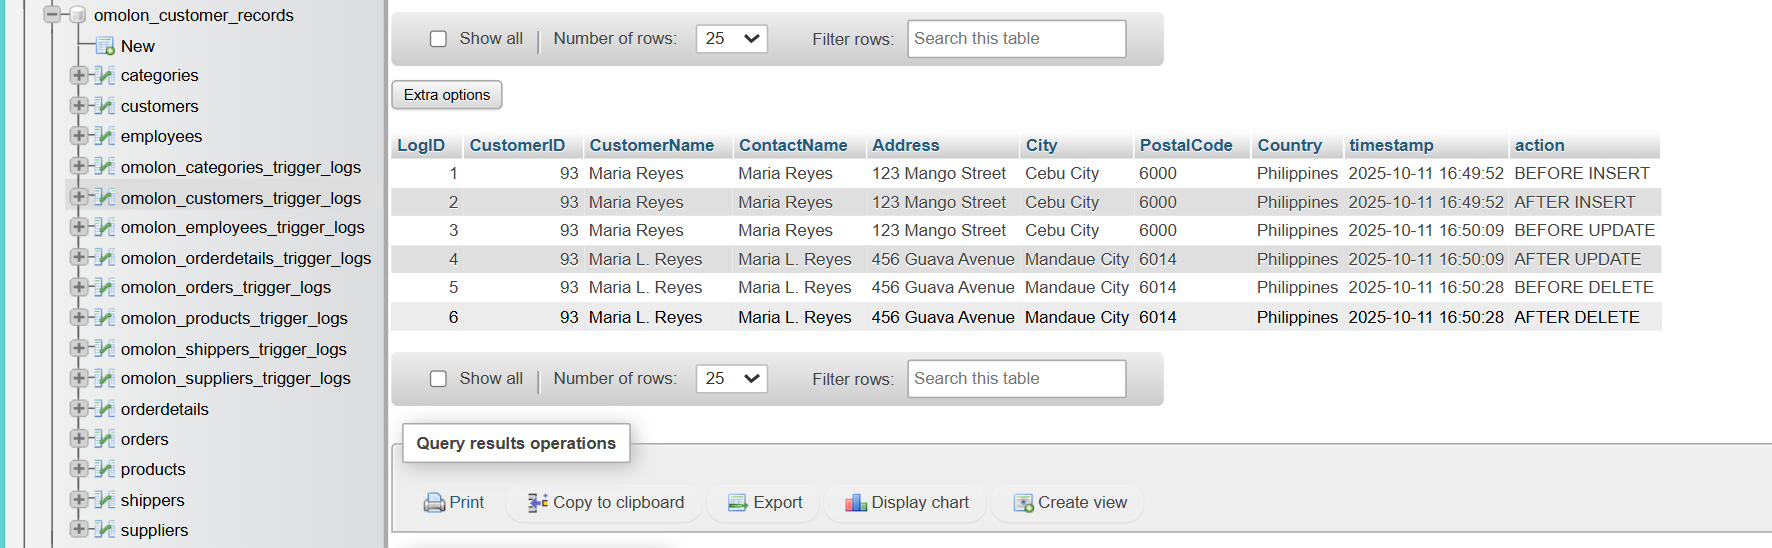 omolon_customer_records
New
categories
customers
employees
omolon_categories_trigger_logs
omolon_customers_trigger_logs
omolon_employees_trigger_logs
omolon_orderdetails_trigger_logs
omolon_orders_trigger_logs
omolon_products_trigger_logs
omolon_shippers_trigger_logs
omolon_suppliers_trigger_logs
orderdetails
orders
products
shippers
suppliers
Show all Number of rows: 25 Filter rows: Search this table
Extra options
LogID CustomerID CustomerName ContactName Address City PostalCode Country timestamp action
1 93 Maria Reyes Maria Reyes 123 Mango Street Cebu City 6000 Philippines 2025-10-11 16:49:52 BEFORE INSERT
2 93 Maria Reyes Maria Reyes 123 Mango Street Cebu City 6000 Philippines 2025-10-11 16:49:52 AFTER INSERT
3 93 Maria Reyes Maria Reyes 123 Mango Street Cebu City 6000 Philippines 2025-10-11 16:50:09 BEFORE UPDATE
4 93 Maria L. Reyes Maria L. Reyes 456 Guava Avenue Mandaue City 6014 Philippines 2025-10-11 16:50:09 AFTER UPDATE
5 93 Maria L. Reyes Maria L. Reyes 456 Guava Avenue Mandaue City 6014 Philippines 2025-10-11 16:50:28 BEFORE DELETE
6 93 Maria L. Reyes Maria L. Reyes 456 Guava Avenue Mandaue City 6014 Philippines 2025-10-11 16:50:28 AFTER DELETE
Show all Number of rows: 25 Filter rows: Search this table
Query results operations
Print Copy to clipboard Export Display chart Create view